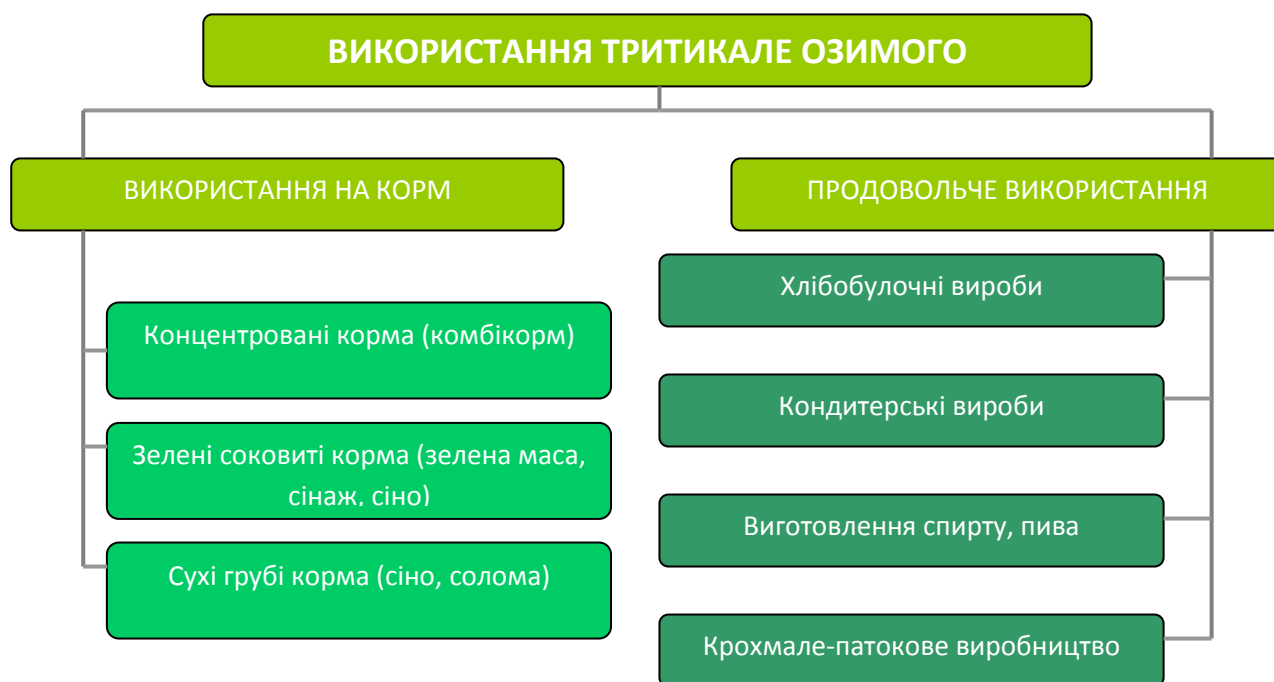 ВИКОРИСТАННЯ ТРИТИКАЛЕ ОЗИМОГО
ВИКОРИСТАННЯ НА КОРМ
Концентровані корма (комбікорм)
Зелені соковиті корма (зелена маса,
сінаж, сіно)
Сухі грубі корма (сіно, солома)
ПРОДОВОЛЬЧЕ ВИКОРИСТАННЯ
Хлібобулочні вироби
Кондитерські вироби
Виготовлення спирту, пива
Крохмале-патокове виробництво